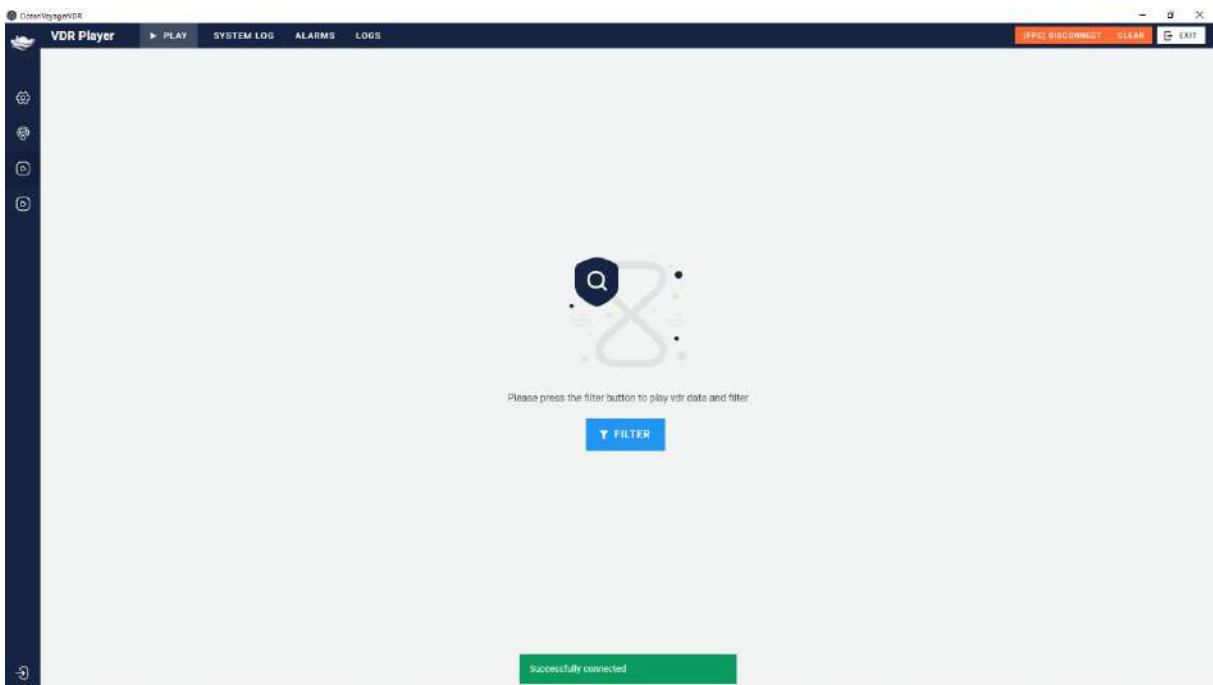 OceanVoyagerVDR
VDR Player PLAY SYSTEM LOG ALARMS LOGS (FPC) DISCONNECT CLEAR EXIT
Please press the filter button to play vdr data and filter
FILTER
Successfully connected